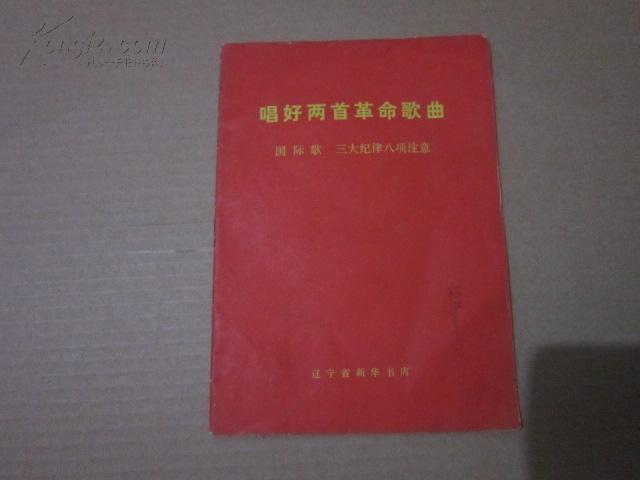 Kongfz.com
唱好两首革命歌曲
国际歌 三大纪律八项注意
辽宁省新华书店